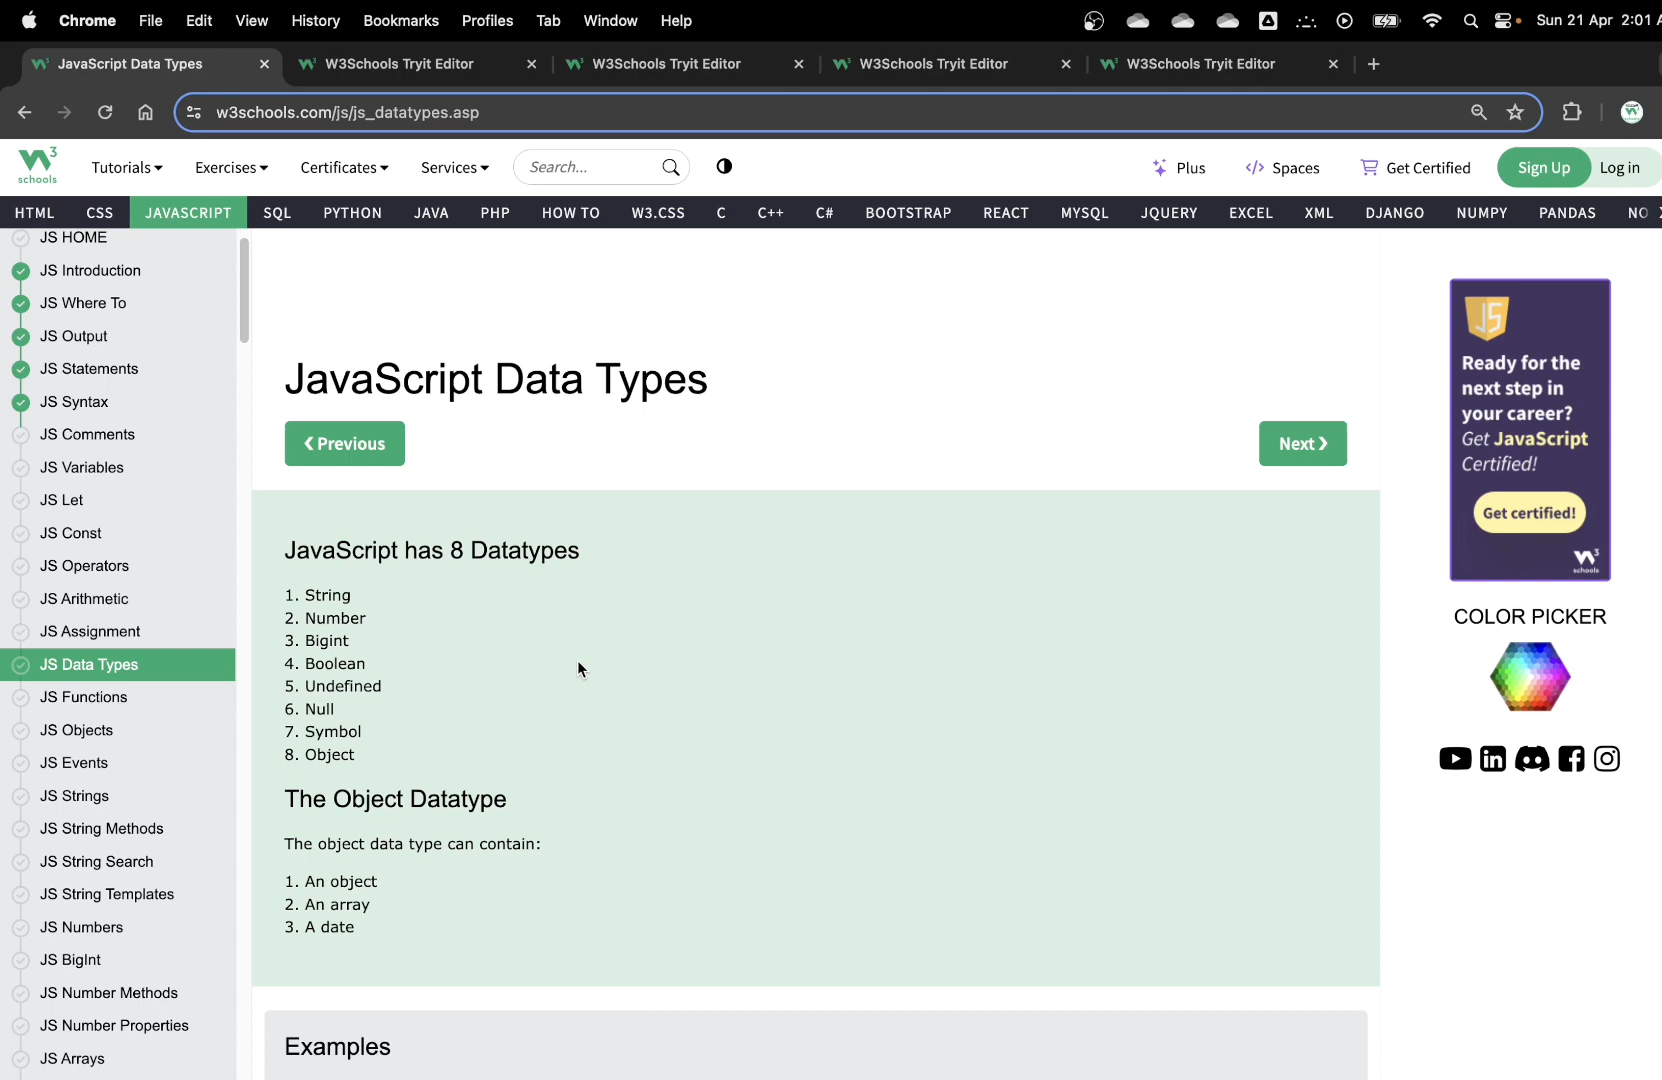 Chrome File Edit View History Bookmarks Profiles Tab Window Help Sun 21 Apr 2:01
JavaScript Data Types W3Schools Tryit Editor W3Schools Tryit Editor W3Schools Tryit Editor W3Schools Tryit Editor
w3schools.com/js/js_datatypes.asp
W3 schools Tutorials Exercises Certificates Services Search... Plus Spaces Get Certified Sign Up Log in
HTML CSS JAVASCRIPT SQL PYTHON JAVA PHP HOW TO W3.CSS C C++ C# BOOTSTRAP REACT MYSQL JQUERY EXCEL XML DJANGO NUMPY PANDAS NO
JS HOME
JS Introduction
JS Where To
JS Output
JS Statements
JS Syntax
JS Comments
JS Variables
JS Let
JS Const
JS Operators
JS Arithmetic
JS Assignment
JS Data Types
JS Functions
JS Objects
JS Events
JS Strings
JS String Methods
JS String Search
JS String Templates
JS Numbers
JS BigInt
JS Number Methods
JS Number Properties
JS Arrays
JavaScript Data Types
❮ Previous Next ❯
JavaScript has 8 Datatypes
1. String
2. Number
3. Bigint
4. Boolean
5. Undefined
6. Null
7. Symbol
8. Object
The Object Datatype
The object data type can contain:
1. An object
2. An array
3. A date
Examples
JS
Ready for the
next step in
your career?
Get JavaScript
Certified!
Get certified!
W3 schools
COLOR PICKER